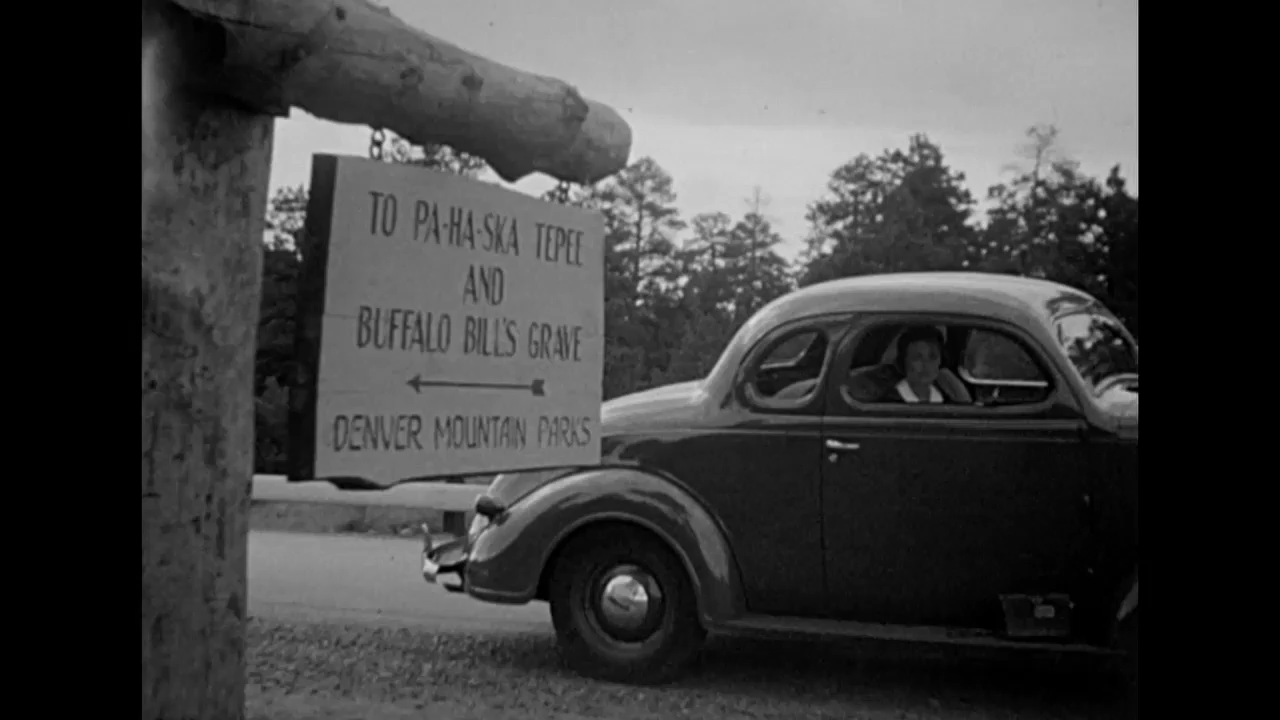 TO PA-HA-SKA TEPEE
AND
BUFFALO BILL'S GRAVE
DENVER MOUNTAIN PARKS